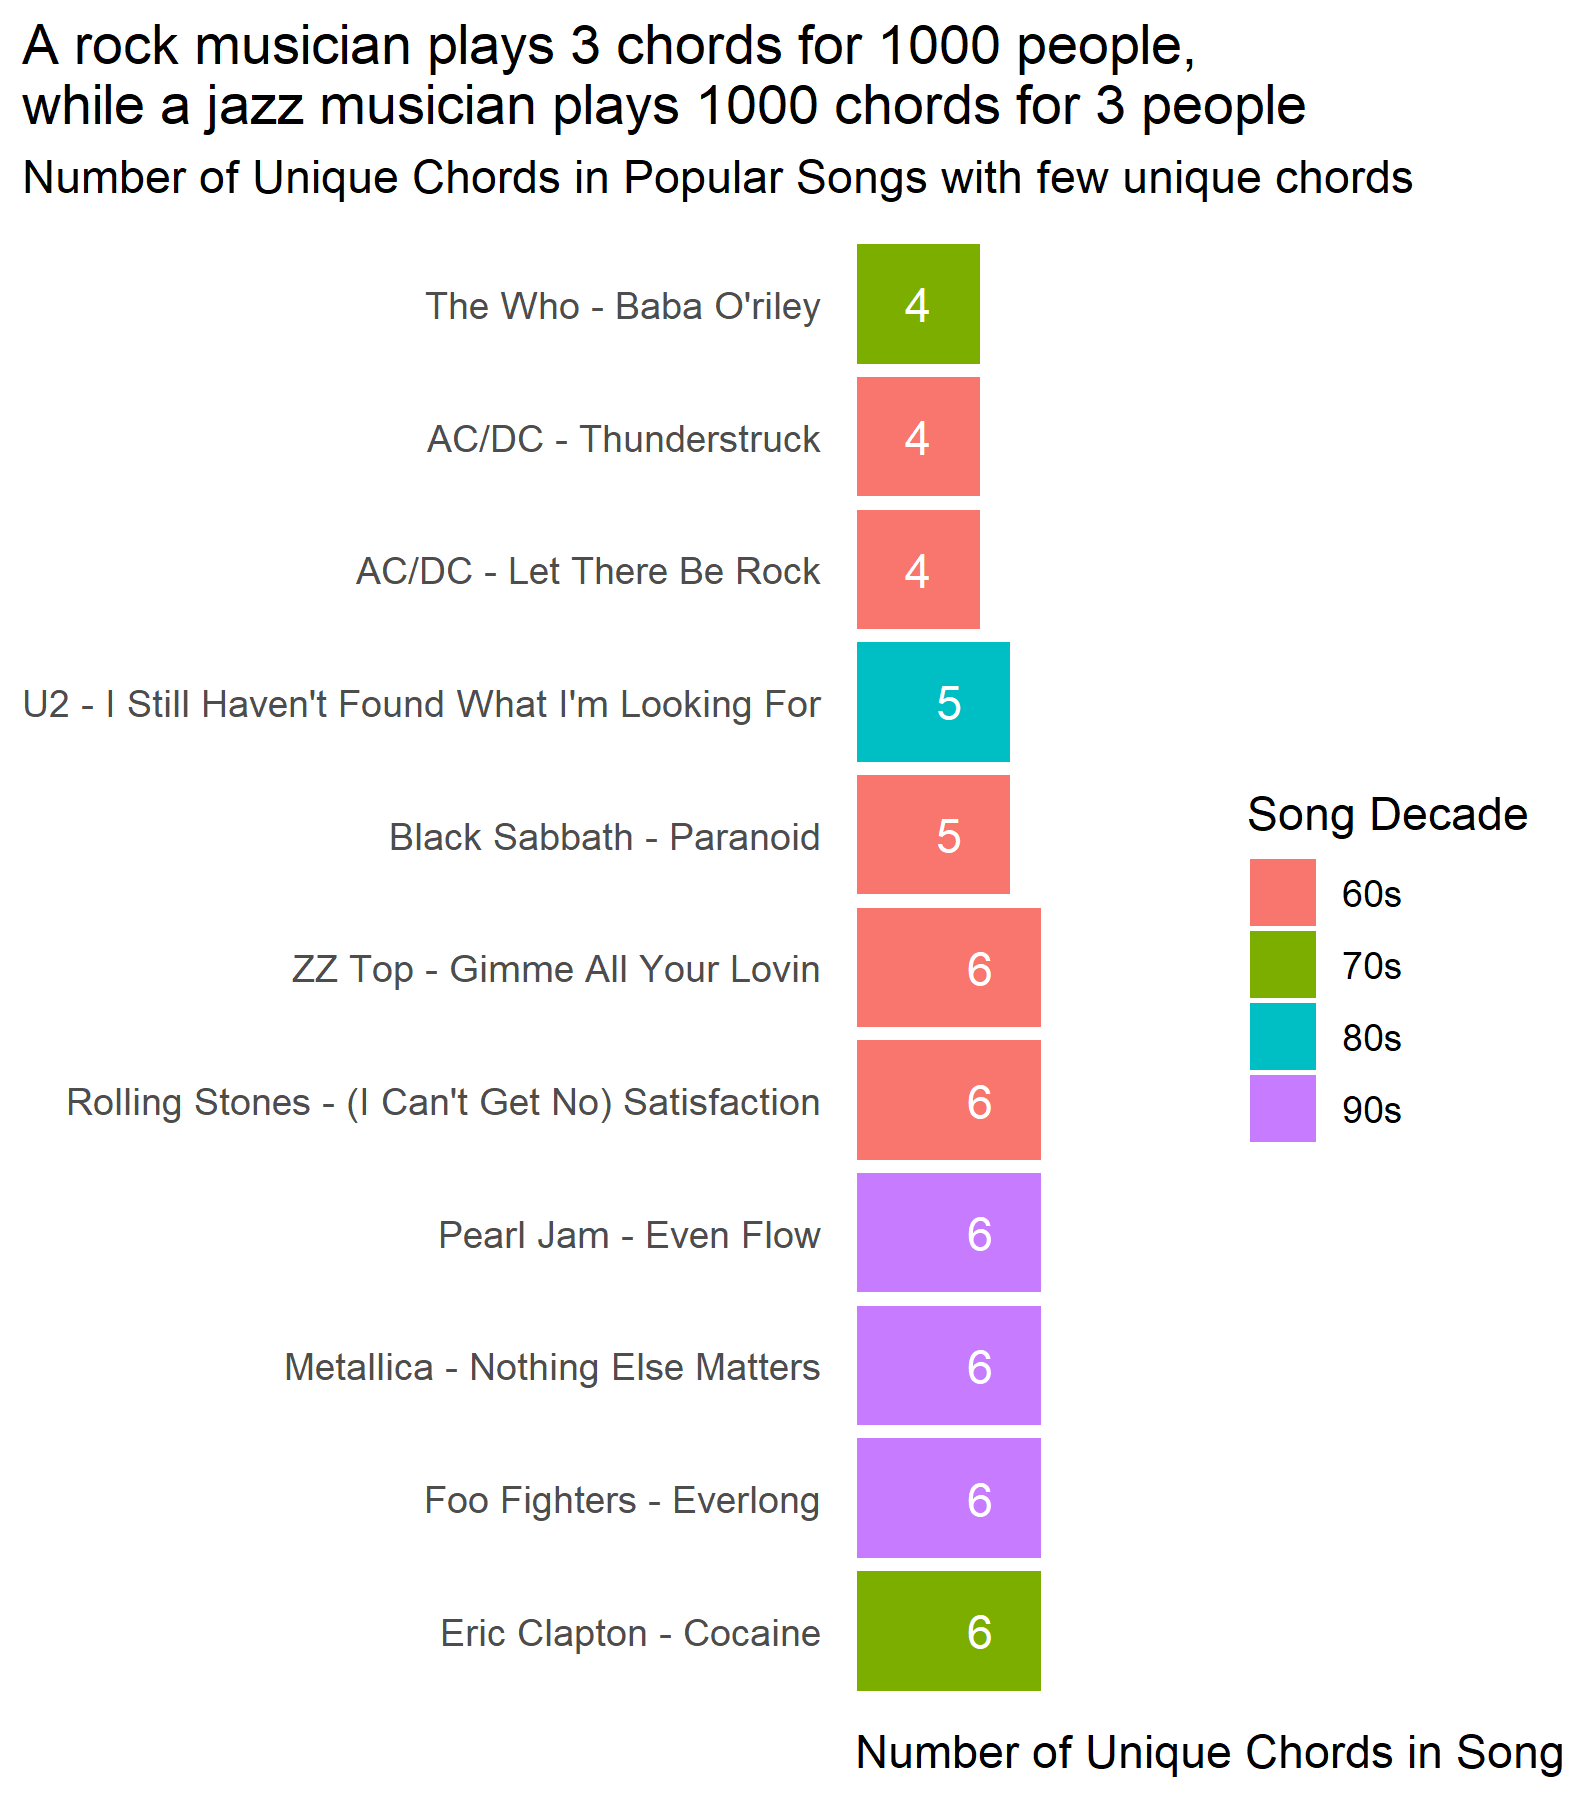 A rock musician plays 3 chords for 1000 people,
while a jazz musician plays 1000 chords for 3 people
Number of Unique Chords in Popular Songs with few unique chords
The Who - Baba O'riley
4
AC/DC - Thunderstruck
4
AC/DC - Let There Be Rock
4
U2 - I Still Haven't Found What I'm Looking For
5
Black Sabbath - Paranoid
5
ZZ Top - Gimme All Your Lovin
6
Rolling Stones - (I Can't Get No) Satisfaction
6
Pearl Jam - Even Flow
6
Metallica - Nothing Else Matters
6
Foo Fighters - Everlong
6
Eric Clapton - Cocaine
6
Song Decade
60s
70s
80s
90s
Number of Unique Chords in Song